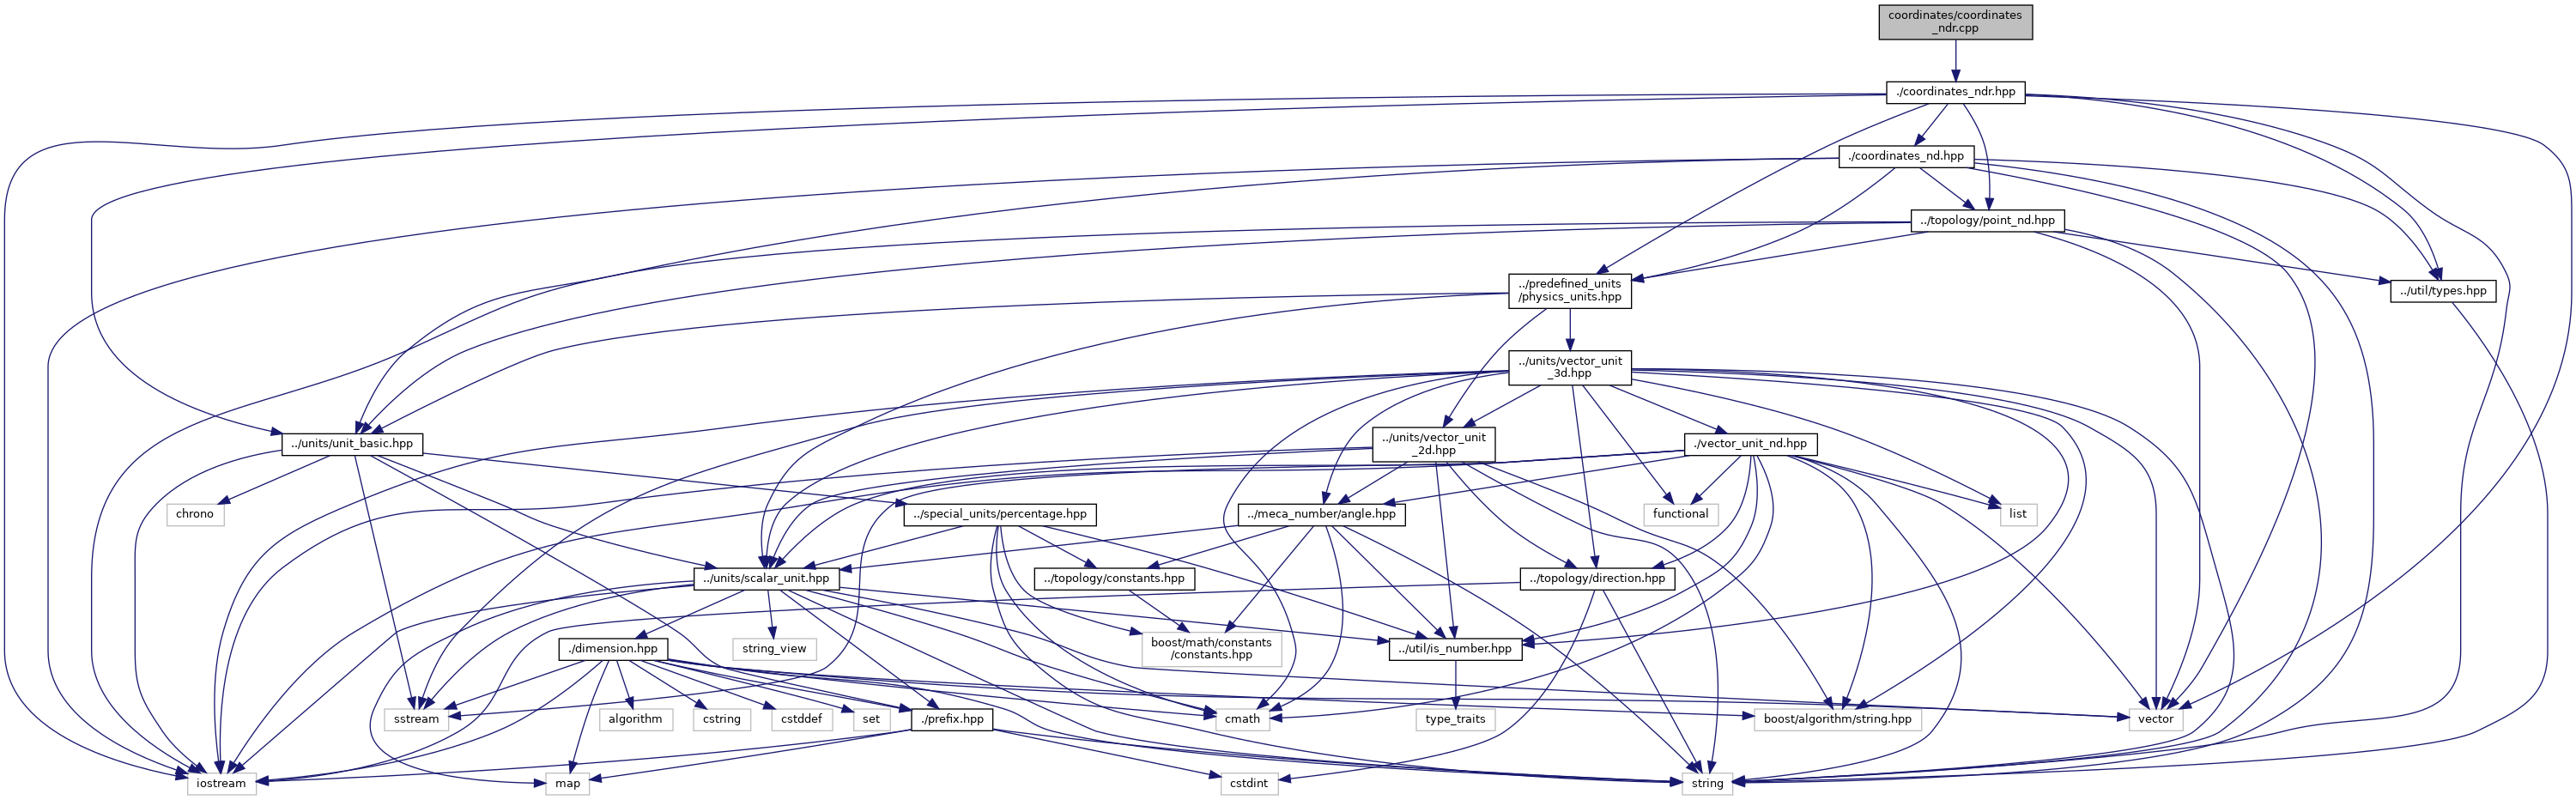 coordinates/coordinates
_ndr.cpp
./coordinates_ndr.hpp
./coordinates_nd.hpp
../topology/point_nd.hpp
../predefined_units
/physics_units.hpp
../util/types.hpp
../units/vector_unit
_3d.hpp
../units/unit_basic.hpp
../units/vector_unit
_2d.hpp
./vector_unit_nd.hpp
chrono
../special_units/percentage.hpp
../meca_number/angle.hpp
functional
list
../units/scalar_unit.hpp
../topology/constants.hpp
../topology/direction.hpp
./dimension.hpp
string_view
boost/math/constants
/constants.hpp
../util/is_number.hpp
sstream
algorithm
cstring
cstddef
set
./prefix.hpp
cmath
type_traits
boost/algorithm/string.hpp
vector
iostream
map
cstdint
string